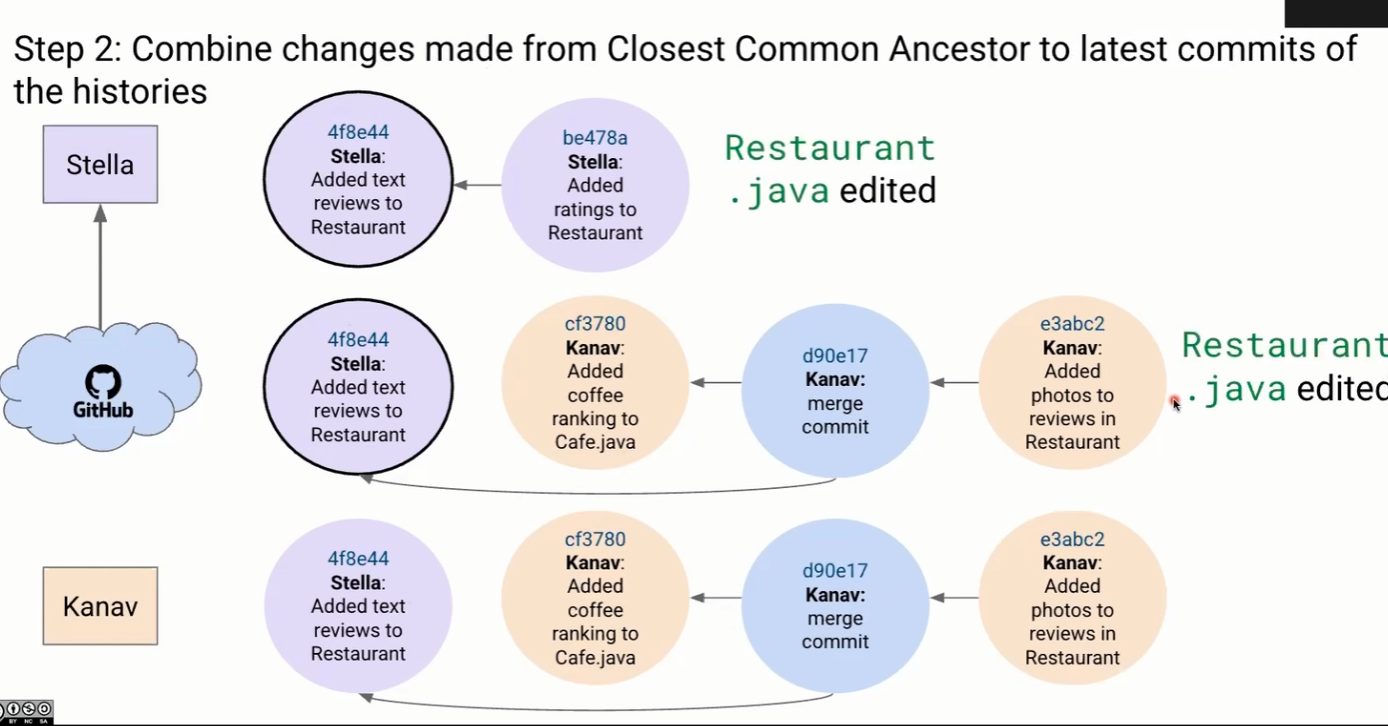 Step 2: Combine changes made from Closest Common Ancestor to latest commits of
the histories
Stella
4f8e44
Stella:
Added text
reviews to
Restaurant
be478a
Stella:
Added
ratings to
Restaurant
Restaurant
.java edited
GitHub
4f8e44
Stella:
Added text
reviews to
Restaurant
cf3780
Kanav:
Added
coffee
ranking to
Cafe.java
d90e17
Kanav:
merge
commit
e3abc2
Kanav:
Added
photos to
reviews in
Restaurant
Restaurant
.java edited
Kanav
4f8e44
Stella:
Added text
reviews to
Restaurant
cf3780
Kanav:
Added
coffee
ranking to
Cafe.java
d90e17
Kanav:
merge
commit
e3abc2
Kanav:
Added
photos to
reviews in
Restaurant
BY NC SA